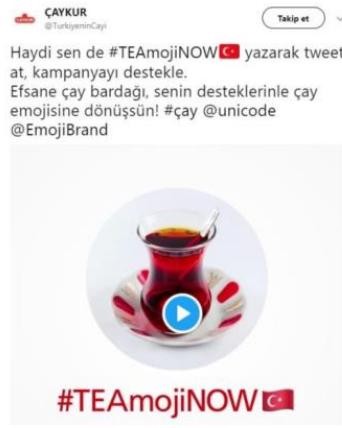 ÇAYKUR
@TurkiyeninCayi
Takip et
Haydi sen de #TEAmojiNOW🇹🇷 yazarak tweet
at, kampanyayı destekle.
Efsane çay bardağı, senin desteklerinle çay
emojisine dönüşsün! #çay @unicode
@EmojiBrand
#TEAmojiNOW🇹🇷